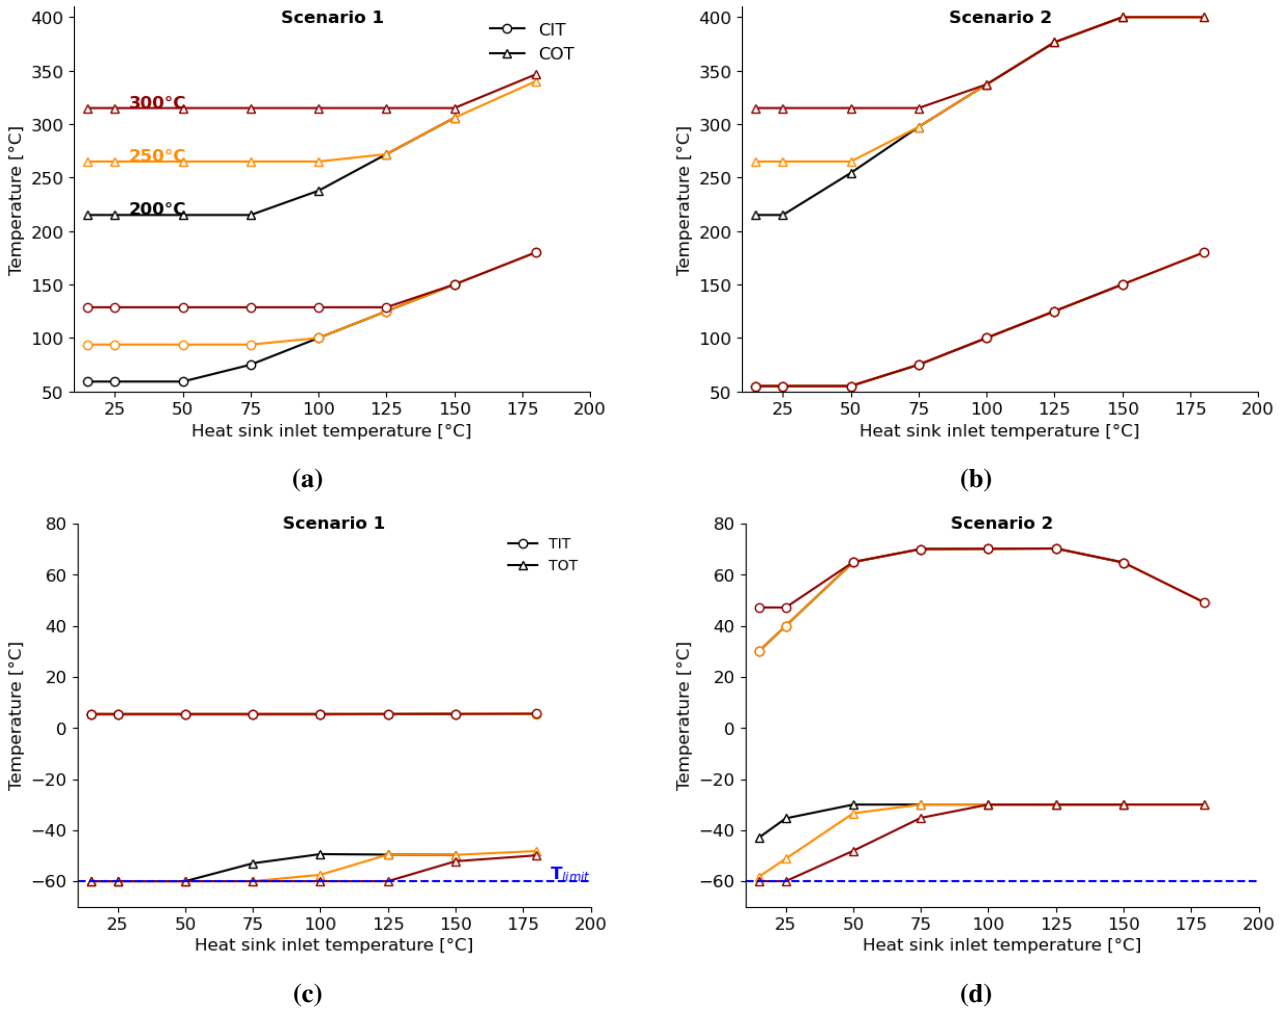 Scenario 1
CIT
COT
300°C
250°C
200°C
400
350
300
250
200
150
100
50
Temperature [°C]
25 50 75 100 125 150 175 200
Heat sink inlet temperature [°C]
(a)
Scenario 2
400
350
300
250
200
150
100
50
Temperature [°C]
25 50 75 100 125 150 175 200
Heat sink inlet temperature [°C]
(b)
Scenario 1
TIT
TOT
80
60
40
20
0
−20
−40
−60
Temperature [°C]
Tlimit
25 50 75 100 125 150 175 200
Heat sink inlet temperature [°C]
(c)
Scenario 2
80
60
40
20
0
−20
−40
−60
Temperature [°C]
25 50 75 100 125 150 175 200
Heat sink inlet temperature [°C]
(d)